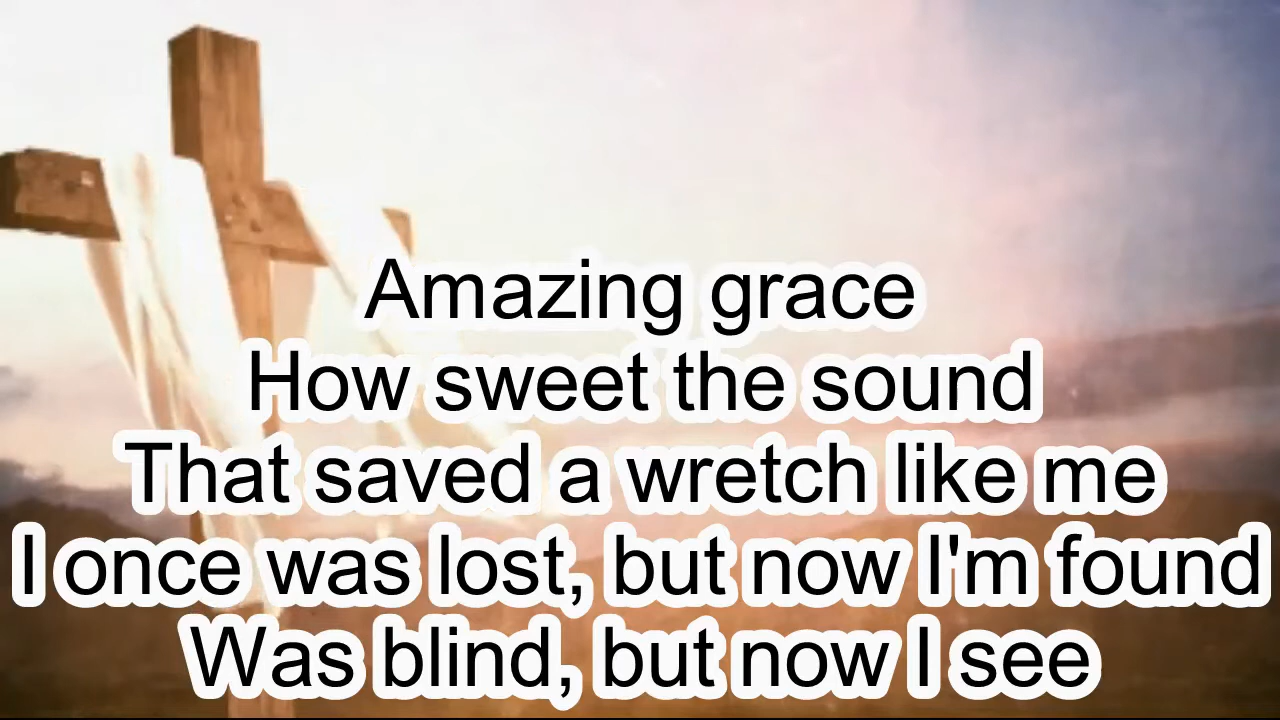 Amazing grace
How sweet the sound
That saved a wretch like me
I once was lost, but now I'm found
Was blind, but now I see